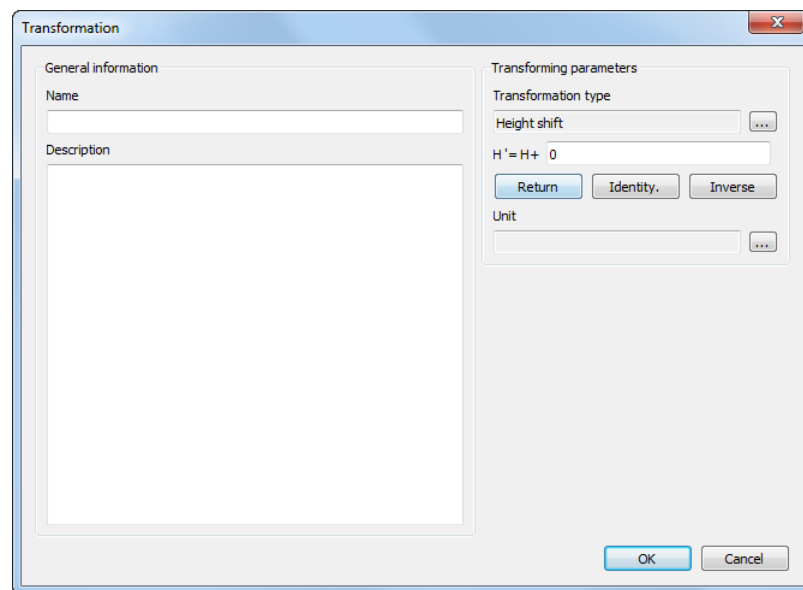 Transformation
x
General information
Name
Description
Transforming parameters
Transformation type
Height shift
...
H '= H+ 0
Return Identity. Inverse
Unit
...
OK Cancel